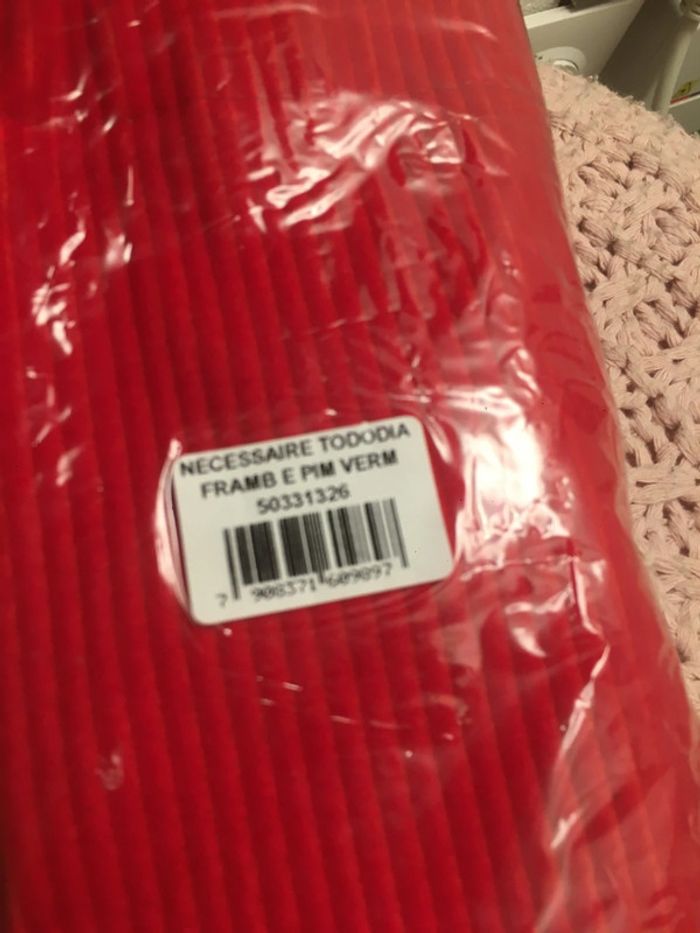 NECESSAIRE TODODIA
FRAMB E PIM VERM
50331326
7 908371 609897